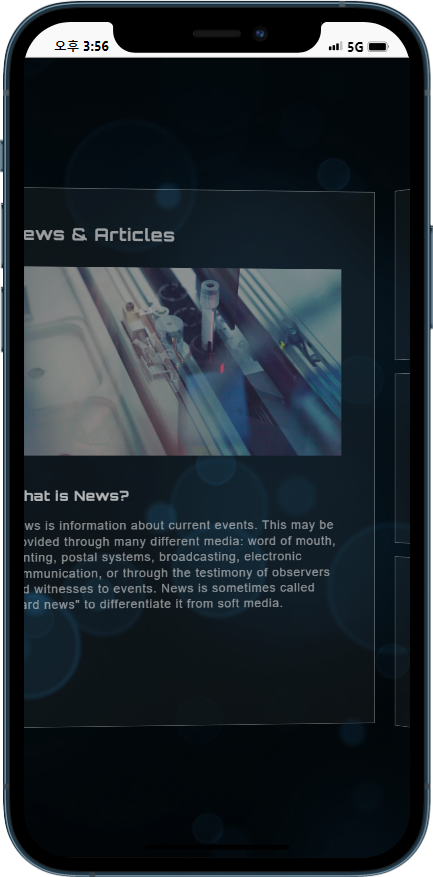 오후 3:56
5G
ews & Articles
hat is News?
ws is information about current events. This may be
ovided through many different media: word of mouth,
nting, postal systems, broadcasting, electronic
mmunication, or through the testimony of observers
d witnesses to events. News is sometimes called
ard news" to differentiate it from soft media.